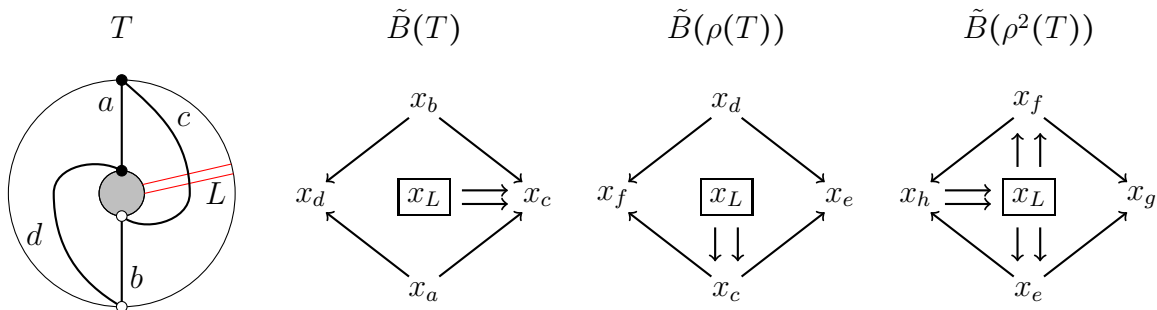 T B̃(T) B̃(ρ(T)) B̃(ρ²(T))
a c L d b
x_b x_d x_L x_c x_a
x_d x_f x_L x_e x_c
x_f x_h x_L x_g x_e